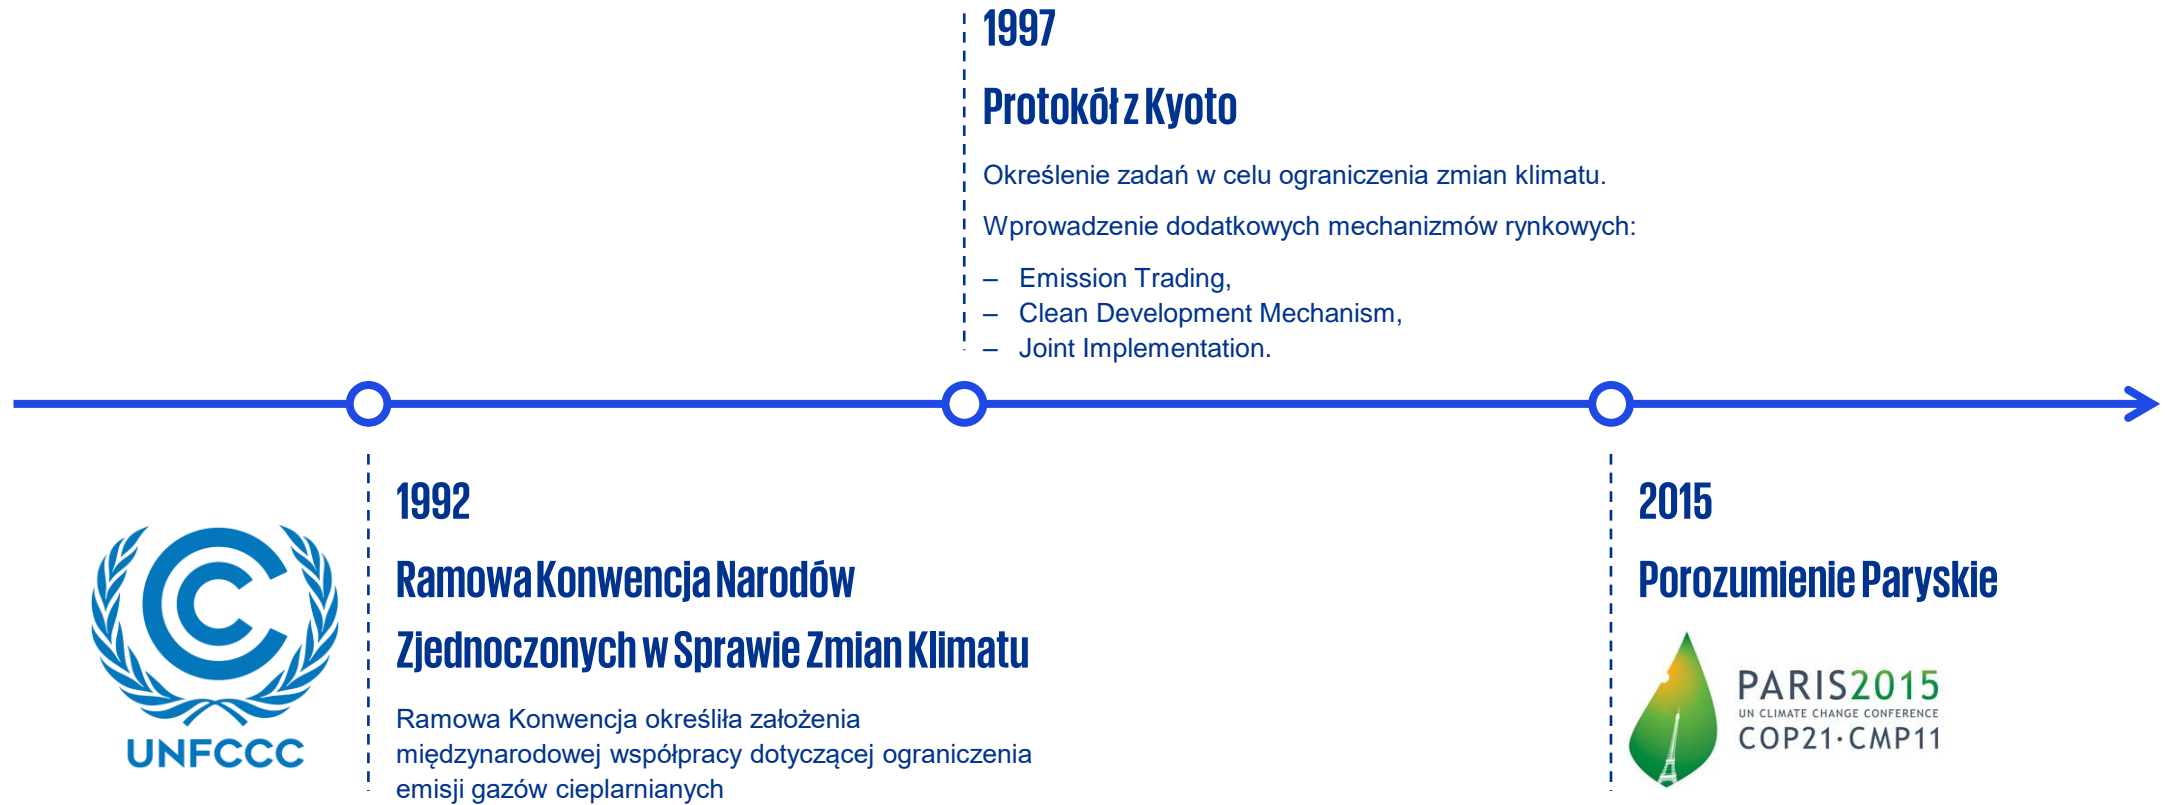 1997
Protokół z Kyoto
Określenie zadań w celu ograniczenia zmian klimatu.
Wprowadzenie dodatkowych mechanizmów rynkowych:
– Emission Trading,
– Clean Development Mechanism,
– Joint Implementation.
1992
Ramowa Konwencja Narodów
Zjednoczonych w Sprawie Zmian Klimatu
Ramowa Konwencja określiła założenia
międzynarodowej współpracy dotyczącej ograniczenia
emisji gazów cieplarnianych
UNFCCC
2015
Porozumienie Paryskie
PARIS2015
UN CLIMATE CHANGE CONFERENCE
COP21·CMP11